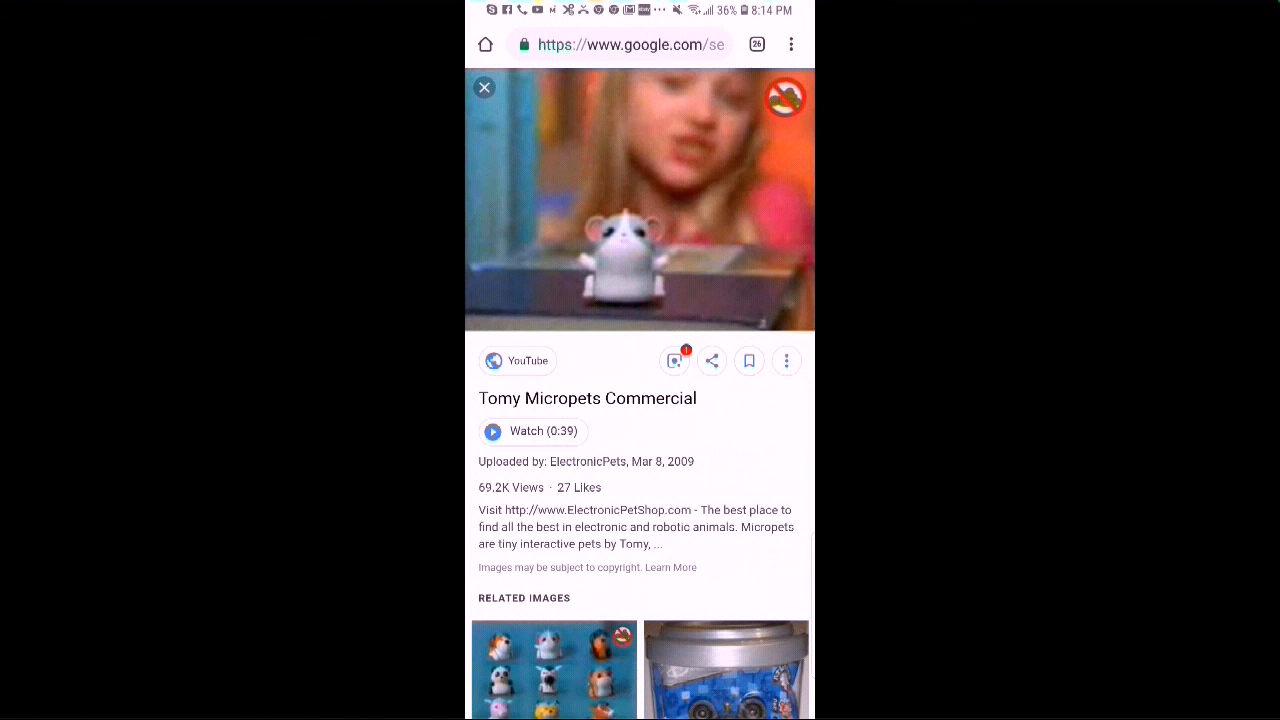 36% 8:14 PM
https://www.google.com/se
26
YouTube
Tomy Micropets Commercial
Watch (0:39)
Uploaded by: ElectronicPets, Mar 8, 2009
69.2K Views · 27 Likes
Visit http://www.ElectronicPetShop.com - The best place to
find all the best in electronic and robotic animals. Micropets
are tiny interactive pets by Tomy, ...
Images may be subject to copyright. Learn More
RELATED IMAGES